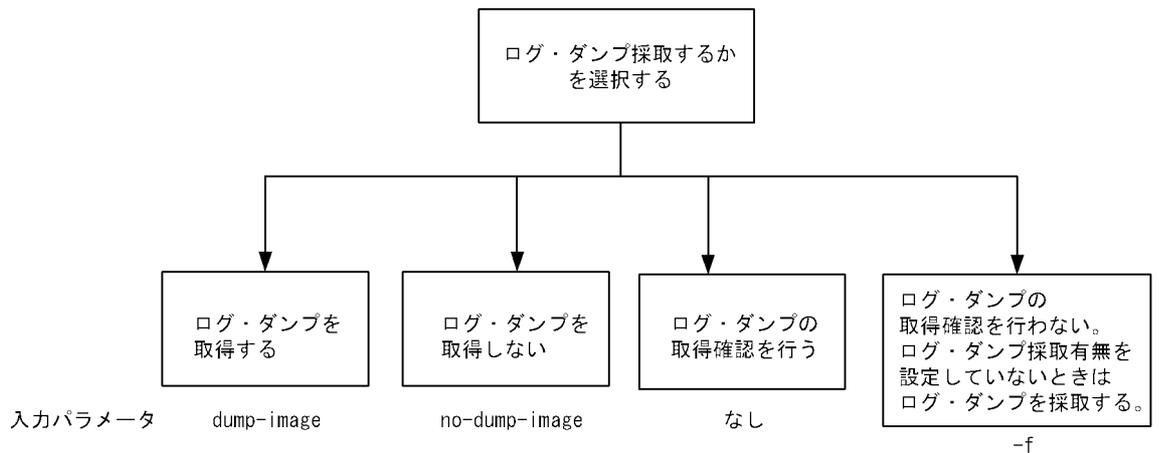 ログ・ダンプ採取するか
を選択する
ログ・ダンプを
取得する
ログ・ダンプを
取得しない
ログ・ダンプの
取得確認を行う
ログ・ダンプの
取得確認を行わない。
ログ・ダンプ採取有無を
設定していないときは
ログ・ダンプを採取する。
入力パラメータ
dump-image
no-dump-image
なし
-f